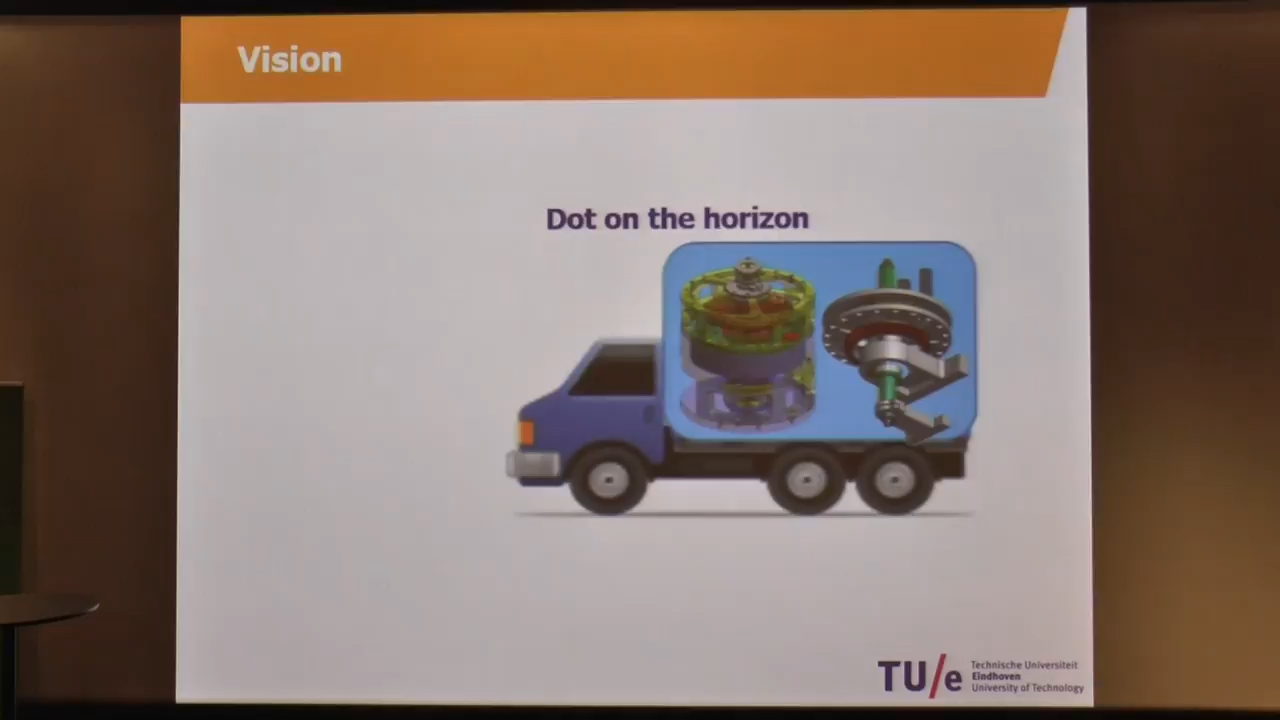 Vision
Dot on the horizon
TU/e
Technische Universiteit
Eindhoven
University of Technology